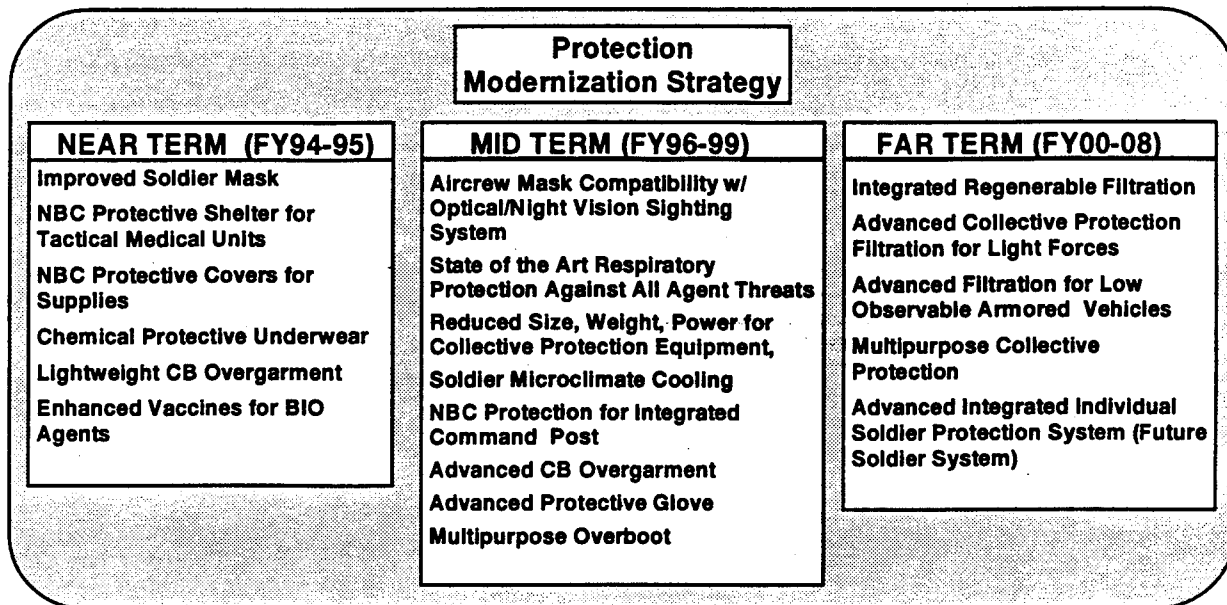 Protection
Modernization Strategy
NEAR TERM (FY94-95)
Improved Soldier Mask
NBC Protective Shelter for
Tactical Medical Units
NBC Protective Covers for
Supplies
Chemical Protective Underwear
Lightweight CB Overgarment
Enhanced Vaccines for BIO
Agents
MID TERM (FY96-99)
Aircrew Mask Compatibility w/
Optical/Night Vision Sighting
System
State of the Art Respiratory
Protection Against All Agent Threats
Reduced Size, Weight, Power for
Collective Protection Equipment,
Soldier Microclimate Cooling
NBC Protection for Integrated
Command Post
Advanced CB Overgarment
Advanced Protective Glove
Multipurpose Overboot
FAR TERM (FY00-08)
Integrated Regenerable Filtration
Advanced Collective Protection
Filtration for Light Forces
Advanced Filtration for Low
Observable Armored Vehicles
Multipurpose Collective
Protection
Advanced Integrated Individual
Soldier Protection System (Future
Soldier System)